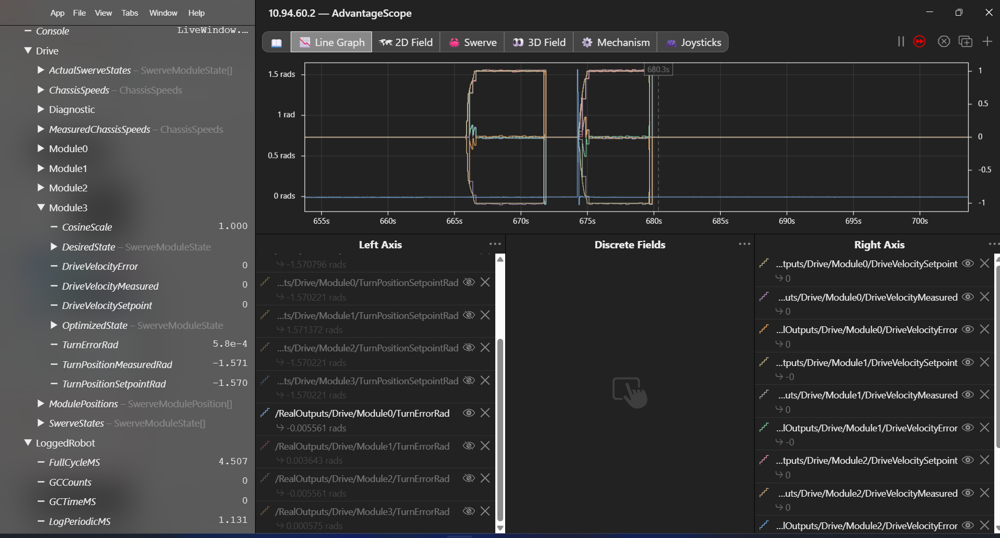 App File View Tabs Window Help
Console LiveWindow.…
Drive
ActualSwerveStates – SwerveModuleState[]
ChassisSpeeds – ChassisSpeeds
Diagnostic
MeasuredChassisSpeeds – ChassisSpeeds
Module0
Module1
Module2
Module3
CosineScale 1.000
DesiredState – SwerveModuleState
DriveVelocityError 0
DriveVelocityMeasured 0
DriveVelocitySetpoint 0
OptimizedState – SwerveModuleState
TurnErrorRad 5.8e-4
TurnPositionMeasuredRad -1.571
TurnPositionSetpointRad -1.570
ModulePositions – SwerveModulePosition[]
SwerveStates – SwerveModuleState[]
LoggedRobot
FullCycleMS 4.507
GCCounts 0
GCTimeMS 0
LogPeriodicMS 1.131
10.94.60.2 — AdvantageScope
Line Graph 2D Field Swerve 3D Field Mechanism Joysticks
680.3s
1.5 rads
1 rad
0.5 rads
0 rads
1
0.5
0
-0.5
-1
655s 660s 665s 670s 675s 680s 685s 690s 695s 700s
Left Axis
-1.570796 rads
...ts/Drive/Module0/TurnPositionSetpointRad
-1.570221 rads
...ts/Drive/Module1/TurnPositionSetpointRad
1.571372 rads
...ts/Drive/Module2/TurnPositionSetpointRad
-1.570221 rads
...ts/Drive/Module3/TurnPositionSetpointRad
-1.570221 rads
/RealOutputs/Drive/Module0/TurnErrorRad
-0.005561 rads
/RealOutputs/Drive/Module1/TurnErrorRad
0.003643 rads
/RealOutputs/Drive/Module2/TurnErrorRad
-0.005561 rads
/RealOutputs/Drive/Module3/TurnErrorRad
0.000575 rads
Discrete Fields
Right Axis
...tputs/Drive/Module0/DriveVelocitySetpoint
0
...uts/Drive/Module0/DriveVelocityMeasured
0
...lOutputs/Drive/Module0/DriveVelocityError
0
...tputs/Drive/Module1/DriveVelocitySetpoint
-0
...uts/Drive/Module1/DriveVelocityMeasured
0
...lOutputs/Drive/Module1/DriveVelocityError
-0
...tputs/Drive/Module2/DriveVelocitySetpoint
0
...uts/Drive/Module2/DriveVelocityMeasured
0
...lOutputs/Drive/Module2/DriveVelocityError